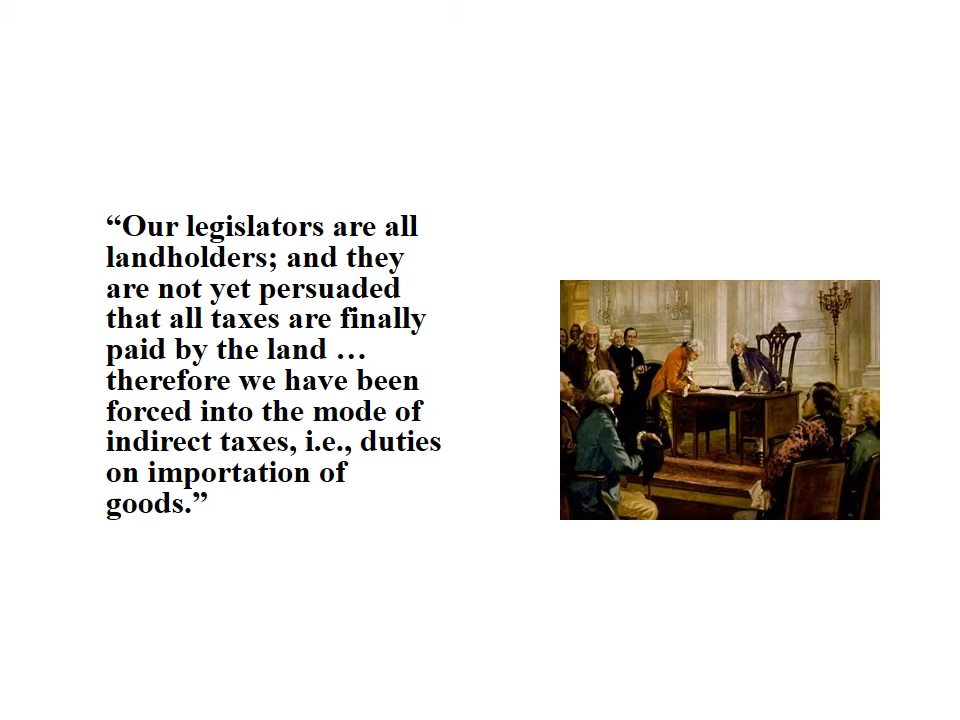 “Our legislators are all
landholders; and they
are not yet persuaded
that all taxes are finally
paid by the land …
therefore we have been
forced into the mode of
indirect taxes, i.e., duties
on importation of
goods.”